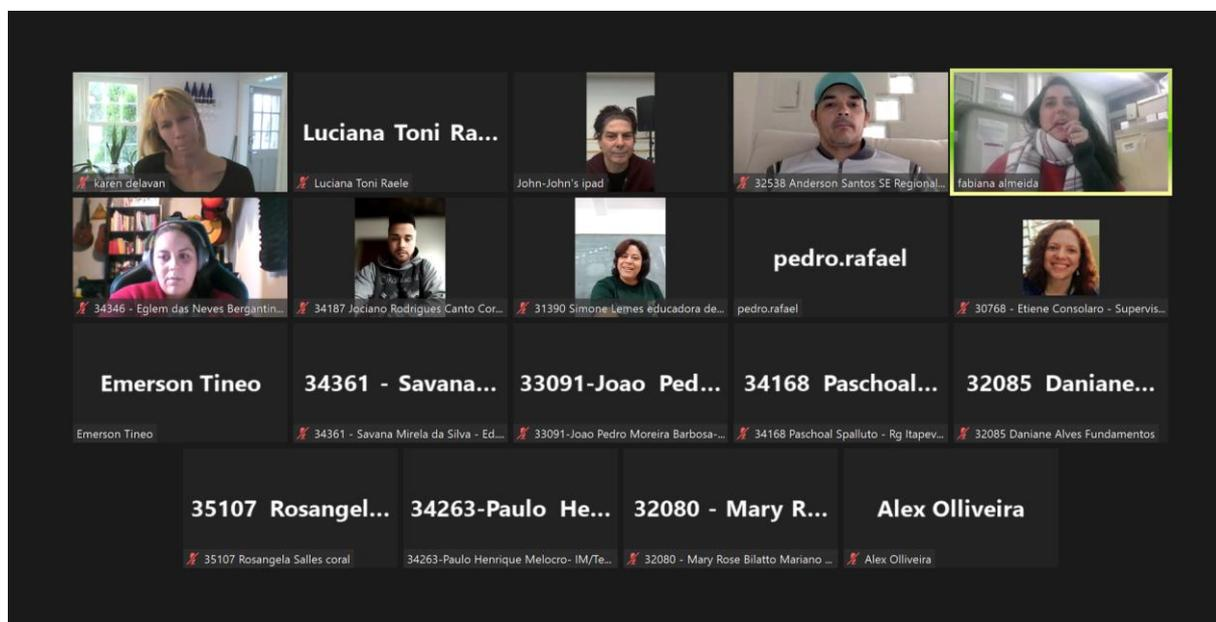 Luciana Toni Ra...
karen delavan
Luciana Toni Raele
John-John's ipad
32538 Anderson Santos SE Regional...
fabiana almeida
pedro.rafael
34346 - Eglem das Neves Bergantin...
34187 Jociano Rodrigues Canto Cor...
31390 Simone Lemes educadora de...
pedro.rafael
30768 - Etiene Consolaro - Supervis...
Emerson Tineo
34361 - Savana...
33091-Joao Ped...
34168 Paschoal...
32085 Daniane...
Emerson Tineo
34361 - Savana Mirela da Silva - Ed....
33091-Joao Pedro Moreira Barbosa-...
34168 Paschoal Spalluto - Rg Itapev...
32085 Daniane Alves Fundamentos
35107 Rosangel...
34263-Paulo He...
32080 - Mary R...
Alex Olliveira
35107 Rosangela Salles coral
34263-Paulo Henrique Melocro- IM/Te...
32080 - Mary Rose Bilatto Mariano ...
Alex Olliveira